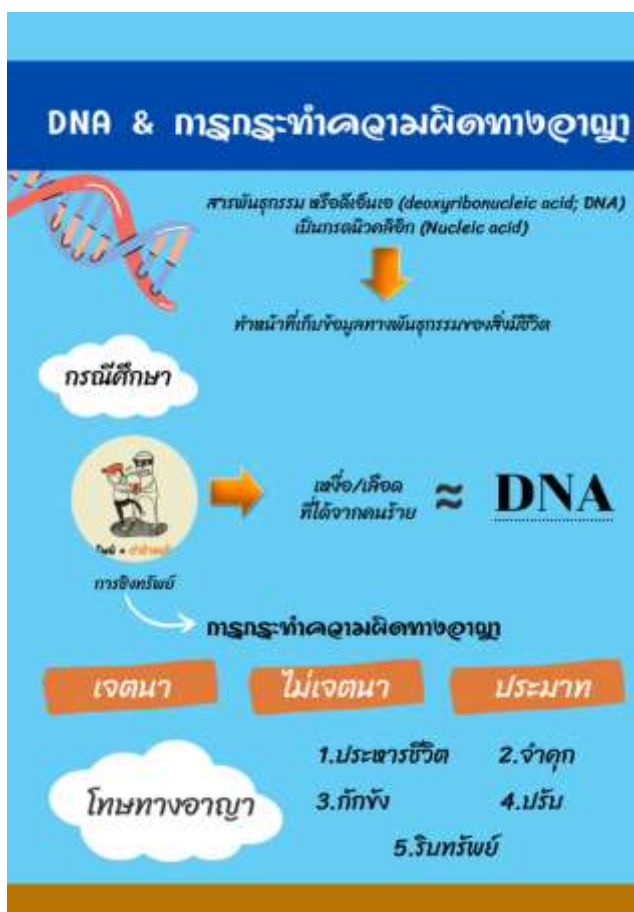 DNA & การกระทำความผิดทางอาญา
สารพันธุกรรม หรือดีเอ็นเอ (deoxyribonucleic acid; DNA)
เป็นกรดนิวคลิอิก (Nucleic acid)
ทำหน้าที่เก็บข้อมูลทางพันธุกรรมของสิ่งมีชีวิต
กรณีศึกษา
เหงื่อ/เลือด
ที่ได้จากคนร้าย
≈ DNA
การชิงทรัพย์
การกระทำความผิดทางอาญา
เจตนา ไม่เจตนา ประมาท
โทษทางอาญา
1.ประหารชีวิต 2.จำคุก
3.กักขัง 4.ปรับ
5.ริบทรัพย์